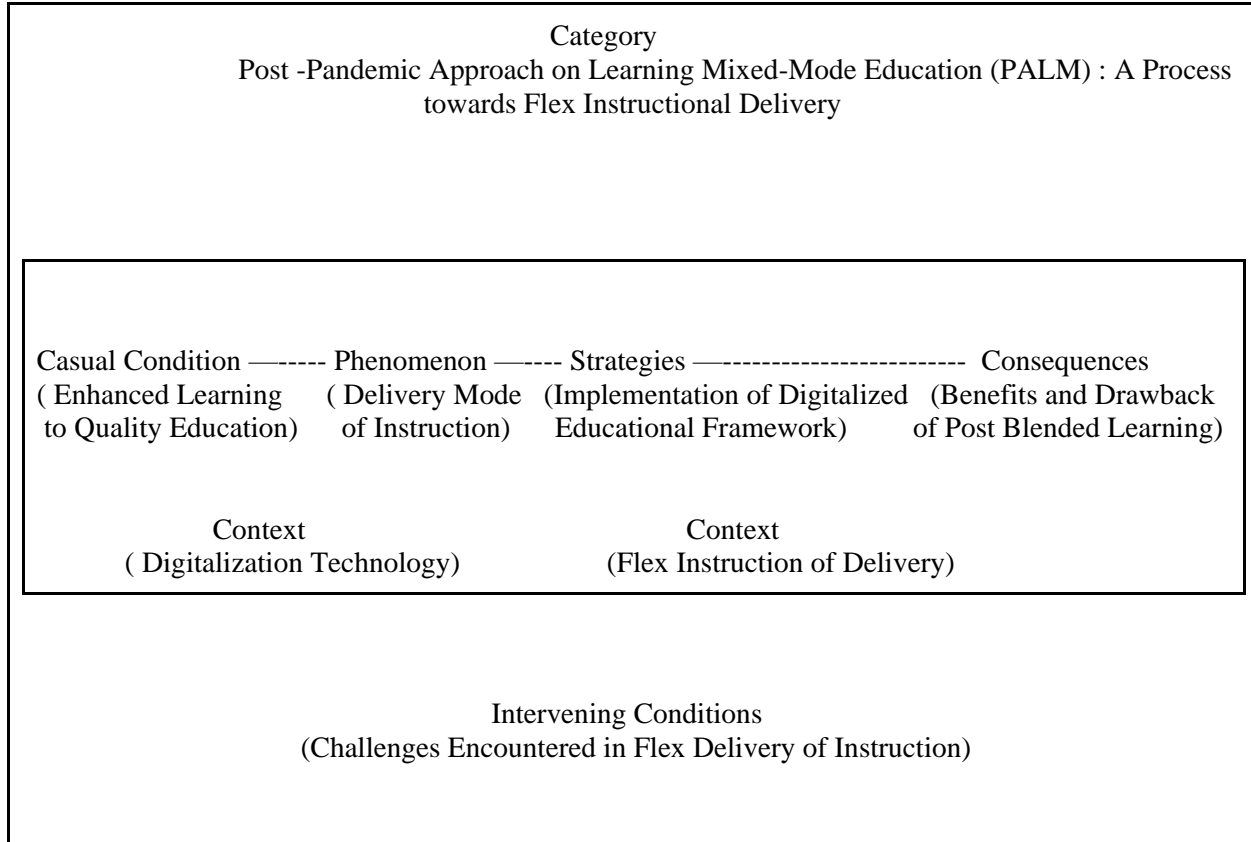 Category
Post -Pandemic Approach on Learning Mixed-Mode Education (PALM) : A Process
towards Flex Instructional Delivery
Casual Condition —----- Phenomenon —---- Strategies —------------------------- Consequences
( Enhanced Learning ( Delivery Mode (Implementation of Digitalized (Benefits and Drawback
to Quality Education) of Instruction) Educational Framework) of Post Blended Learning)
Context Context
( Digitalization Technology) (Flex Instruction of Delivery)
Intervening Conditions
(Challenges Encountered in Flex Delivery of Instruction)